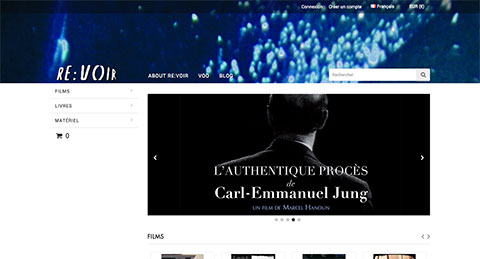 Connexion Créer un compte Français EUR (€)
RE:VOIR
ABOUT RE:VOIR VOD BLOG
Rechercher
FILMS
LIVRES
MATÉRIEL
0
L'AUTHENTIQUE PROCÈS
de
Carl-Emmanuel Jung
UN FILM DE MARCEL HANOUN
FILMS